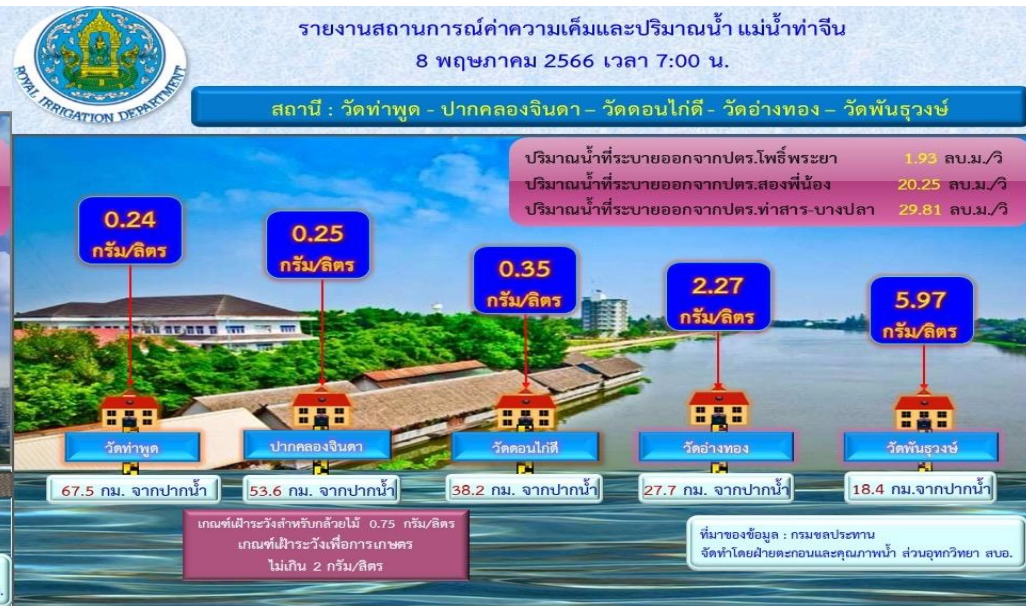 รายงานสถานการณ์ค่าความเค็มและปริมาณน้ำ แม่น้ำท่าจีน
8 พฤษภาคม 2566 เวลา 7:00 น.
ROYAL IRRIGATION DEPARTMENT
สถานี : วัดท่าพูด - ปากคลองจินดา – วัดดอนไก่ดี - วัดอ่างทอง – วัดพันธุวงษ์
ปริมาณน้ำที่ระบายออกจากปตร.โพธิ์พระยา 1.93 ลบ.ม./วิ
ปริมาณน้ำที่ระบายออกจากปตร.สองพี่น้อง 20.25 ลบ.ม./วิ
ปริมาณน้ำที่ระบายออกจากปตร.ท่าสาร-บางปลา 29.81 ลบ.ม./วิ
0.24
กรัม/ลิตร
0.25
กรัม/ลิตร
0.35
กรัม/ลิตร
2.27
กรัม/ลิตร
5.97
กรัม/ลิตร
วัดท่าพูด
ปากคลองจินดา
วัดดอนไก่ดี
วัดอ่างทอง
วัดพันธุวงษ์
67.5 กม. จากปากน้ำ
53.6 กม. จากปากน้ำ
38.2 กม. จากปากน้ำ
27.7 กม. จากปากน้ำ
18.4 กม.จากปากน้ำ
เกณฑ์เฝ้าระวังสำหรับกล้วยไม้ 0.75 กรัม/ลิตร
เกณฑ์เฝ้าระวังเพื่อการเกษตร
ไม่เกิน 2 กรัม/ลิตร
ที่มาของข้อมูล : กรมชลประทาน
จัดทำโดยฝ่ายตะกอนและคุณภาพน้ำ ส่วนอุทกวิทยา สบอ.